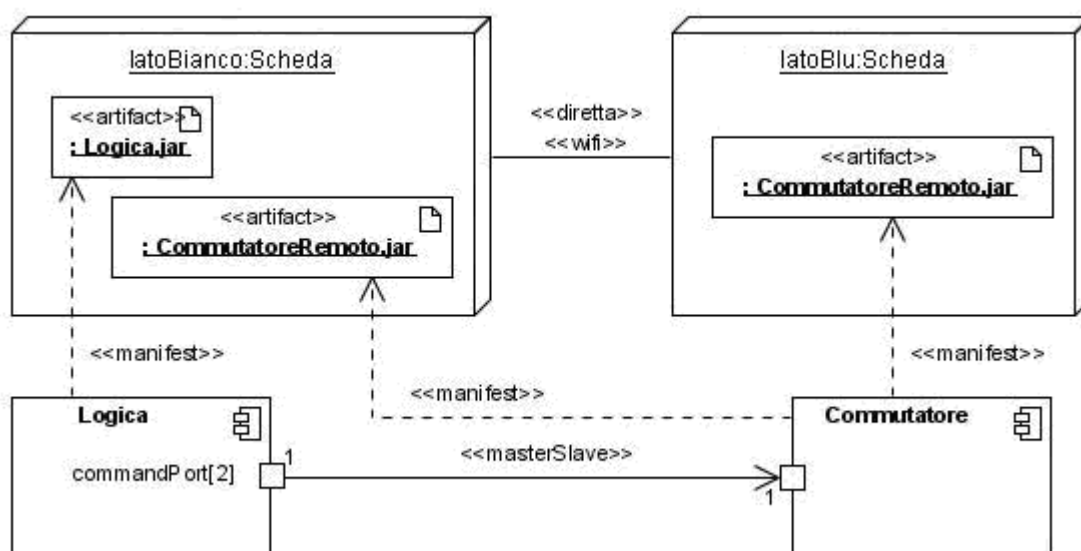 latoBianco:Scheda
latoBlu:Scheda
<<artifact>>
: Logica.jar
<<diretta>>
<<wifi>>
<<artifact>>
: CommutatoreRemoto.jar
<<artifact>>
: CommutatoreRemoto.jar
<<manifest>>
<<manifest>>
<<manifest>>
Logica
Commutatore
commandPort[2]
1
<<masterSlave>>
1